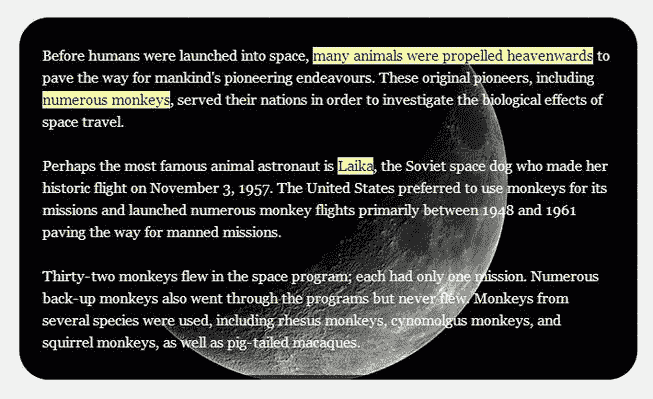 Before humans were launched into space, many animals were propelled heavenwards to
pave the way for mankind's pioneering endeavours. These original pioneers, including
numerous monkeys, served their nations in order to investigate the biological effects of
space travel.
Perhaps the most famous animal astronaut is Laika, the Soviet space dog who made her
historic flight on November 3, 1957. The United States preferred to use monkeys for its
missions and launched numerous monkey flights primarily between 1948 and 1961
paving the way for manned missions.
Thirty-two monkeys flew in the space program; each had only one mission. Numerous
back-up monkeys also went through the programs but never flew. Monkeys from
several species were used, including rhesus monkeys, cynomolgus monkeys, and
squirrel monkeys, as well as pig-tailed macaques.